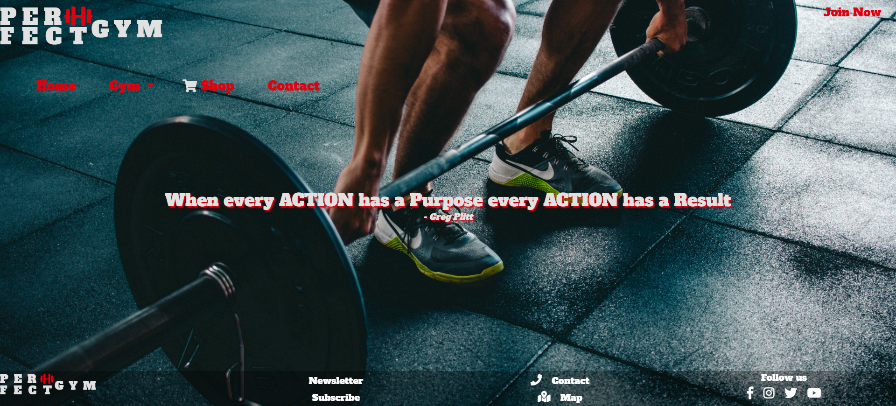 PER
FECT GYM
Join Now
Home Gym Shop Contact
When every ACTION has a Purpose every ACTION has a Result
- Greg Plitt
PER
FECT GYM
Newsletter
Subscribe
Contact
Map
Follow us